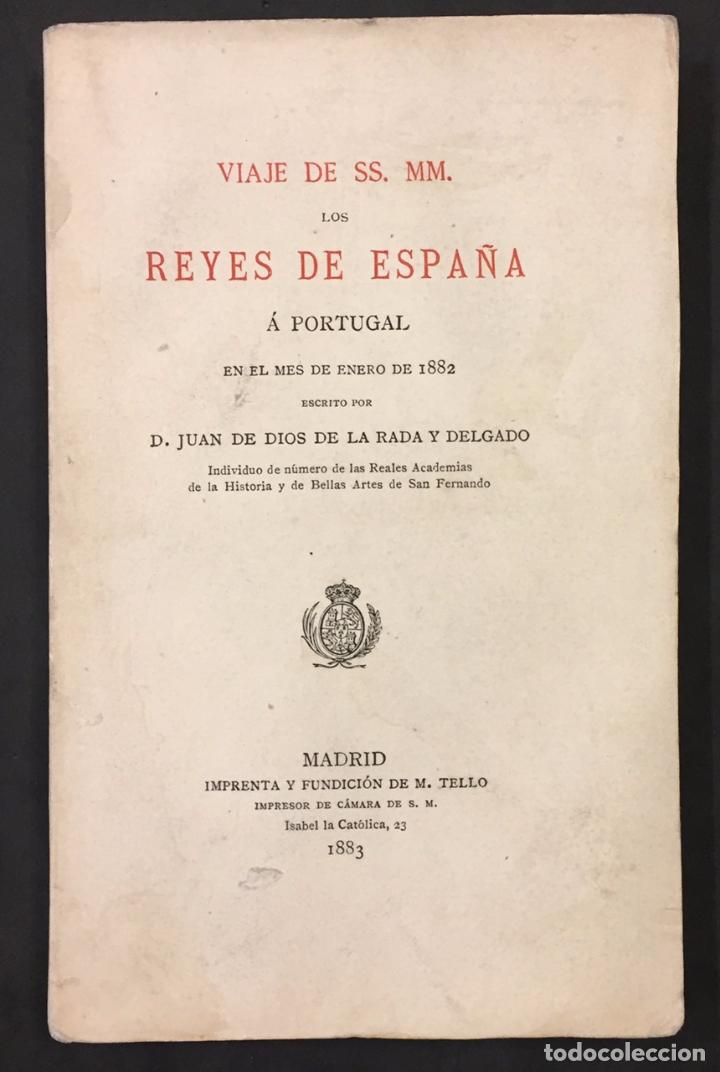 VIAJE DE SS. MM.
LOS
REYES DE ESPAÑA
Á PORTUGAL
EN EL MES DE ENERO DE 1882
ESCRITO POR
D. JUAN DE DIOS DE LA RADA Y DELGADO
Individuo de número de las Reales Academias
de la Historia y de Bellas Artes de San Fernando
MADRID
IMPRENTA Y FUNDICIÓN DE M. TELLO
IMPRESOR DE CÁMARA DE S. M.
Isabel la Católica, 23
1883
todocoleccion